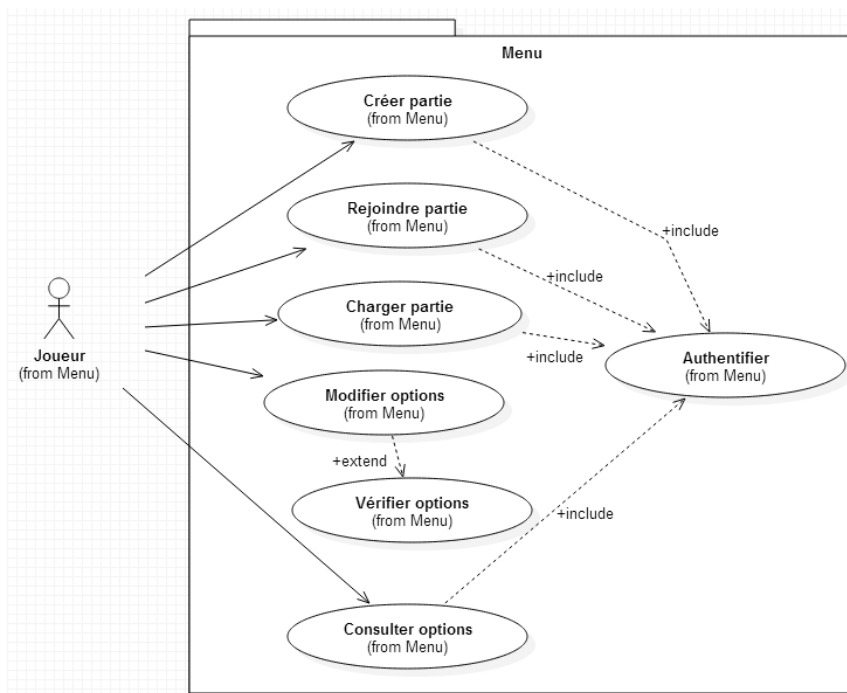 Menu
Créer partie
(from Menu)
Rejoindre partie
(from Menu)
+include
+include
Charger partie
(from Menu)
+include
Joueur
(from Menu)
Authentifier
(from Menu)
Modifier options
(from Menu)
+extend
Vérifier options
(from Menu)
+include
Consulter options
(from Menu)